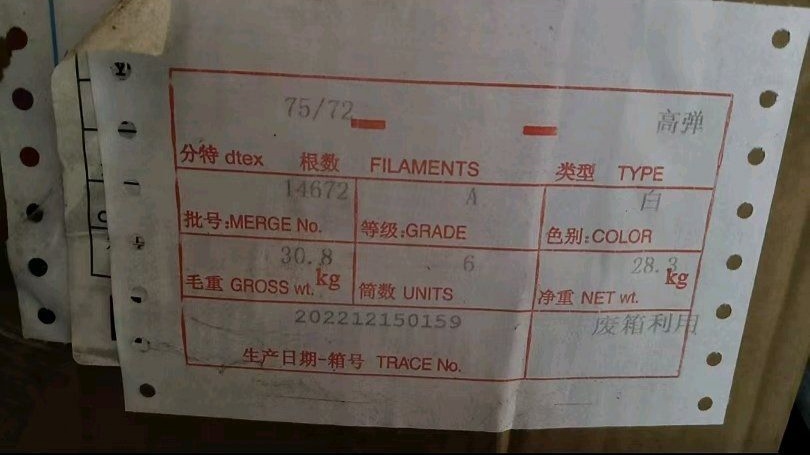 75/72 高弹
分特 dtex 根数 FILAMENTS 类型 TYPE
14672 A 白
批号:MERGE No. 等级:GRADE 色别:COLOR
30.8 kg 6 28.3 kg
毛重 GROSS wt. 筒数 UNITS 净重 NET wt.
202212150159 废箱利用
生产日期-箱号 TRACE No.